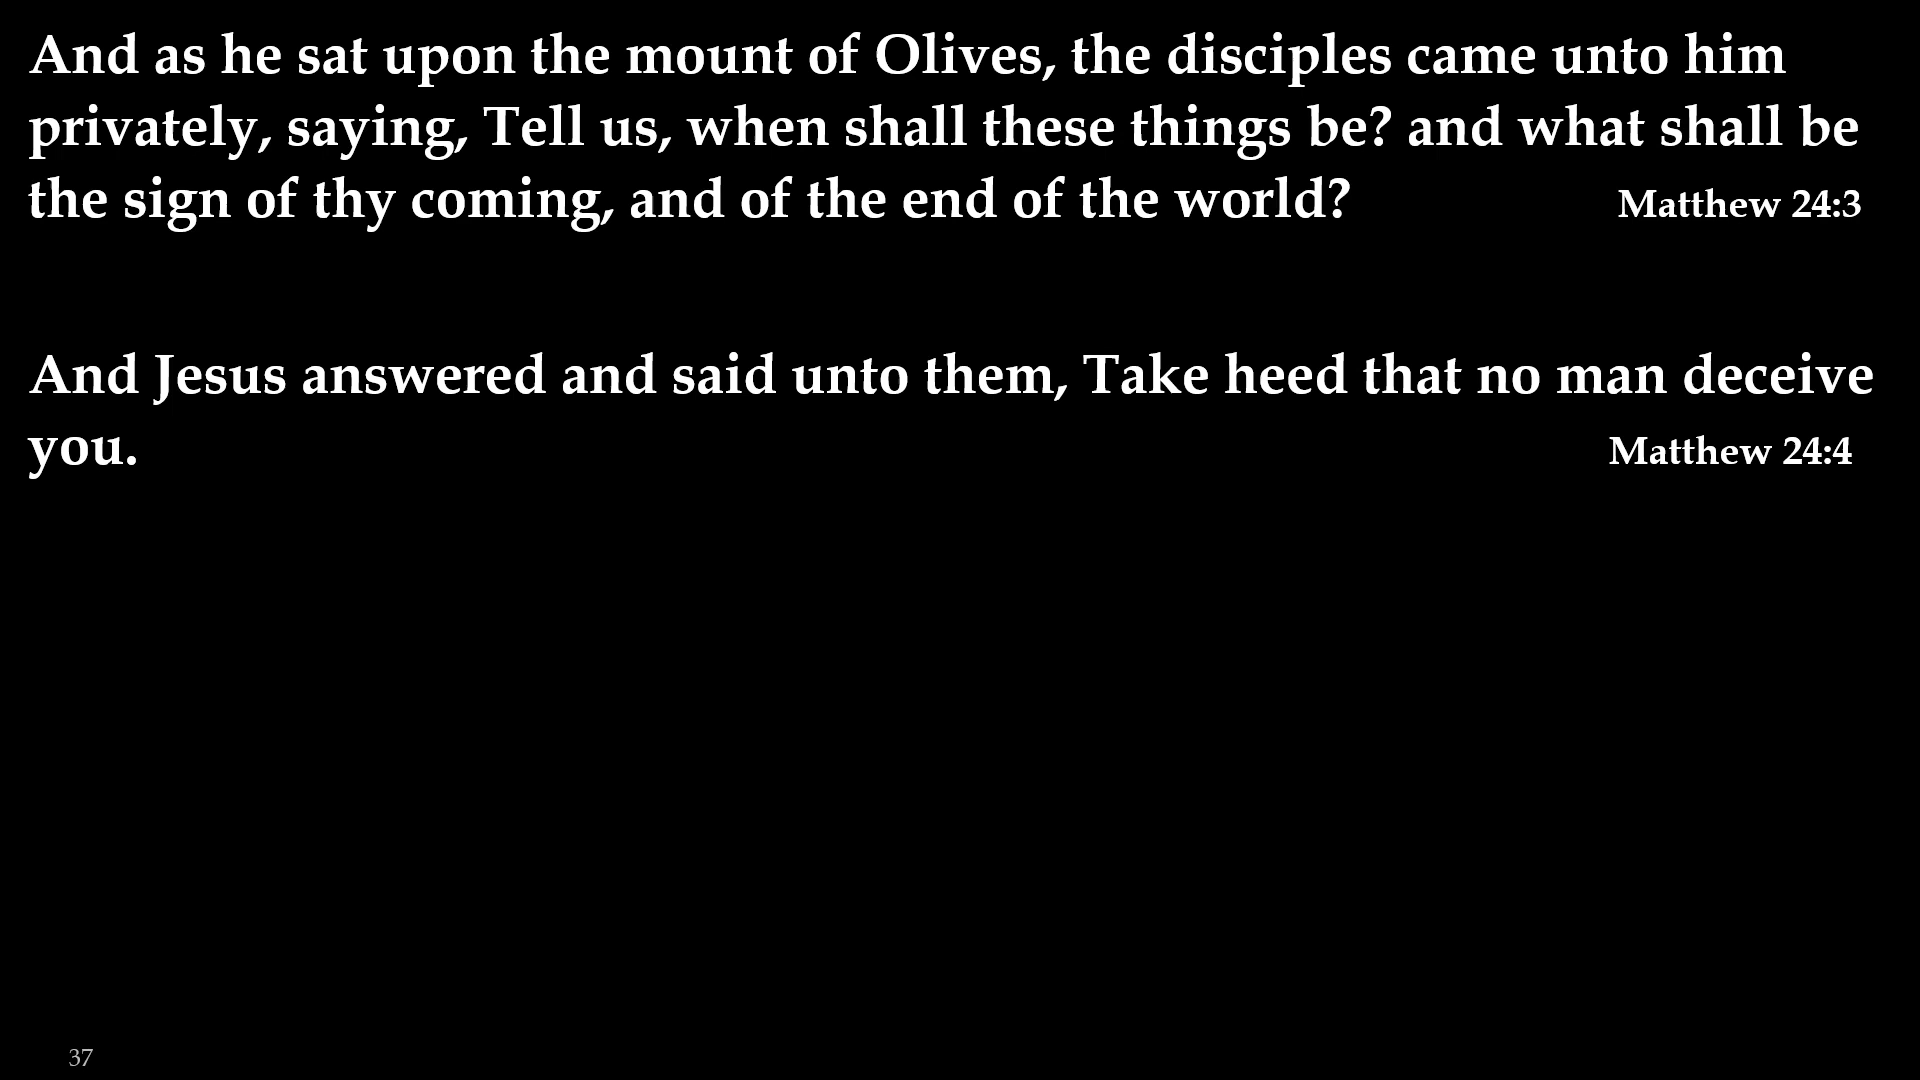 And as he sat upon the mount of Olives, the disciples came unto him
privately, saying, Tell us, when shall these things be? and what shall be
the sign of thy coming, and of the end of the world? Matthew 24:3
And Jesus answered and said unto them, Take heed that no man deceive
you. Matthew 24:4
37